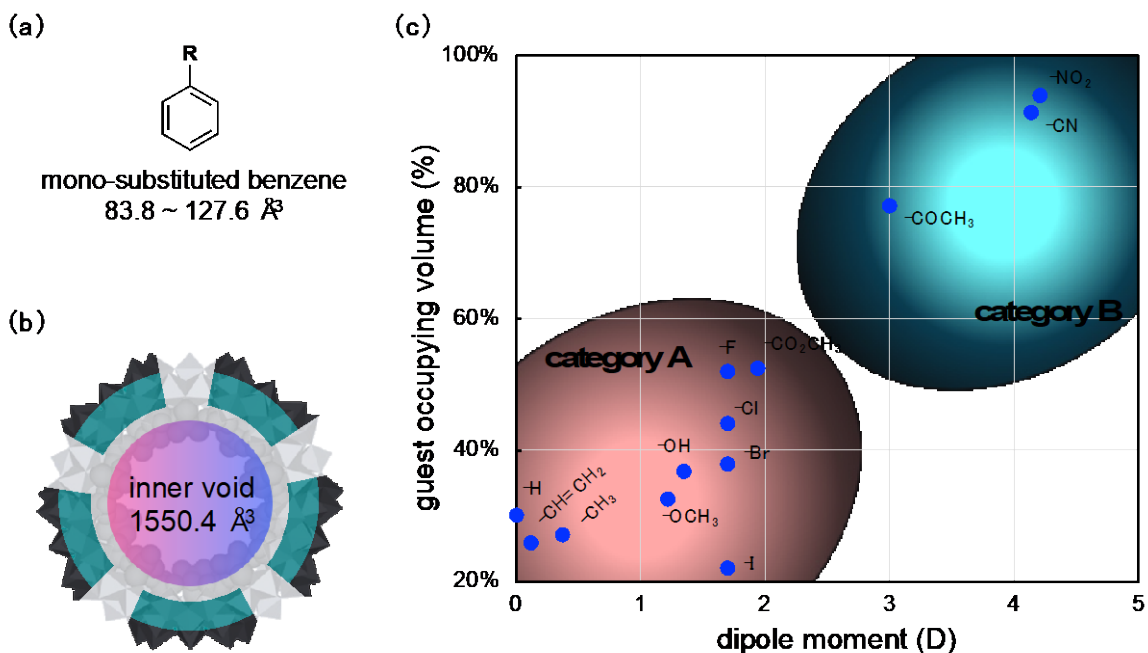 (a)
R
mono-substituted benzene
83.8 ~ 127.6 Å³
(b)
inner void
1550.4 Å³
(c)
guest occupying volume (%)
100%
80%
60%
40%
20%
0
1
2
3
4
5
dipole moment (D)
category A
category B
-NO₂
-CN
-COCH₃
-F
-CO₂CH₃
-Cl
-OH
-Br
-H
-CH=CH₂
-CH₃
-OCH₃
-I